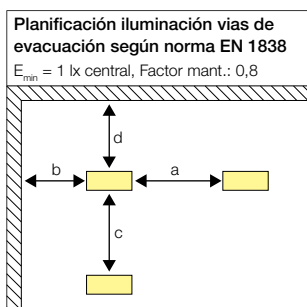 Planificación iluminación vias de
evacuación según norma EN 1838
Emin = 1 lx central, Factor mant.: 0,8
d
b
a
c